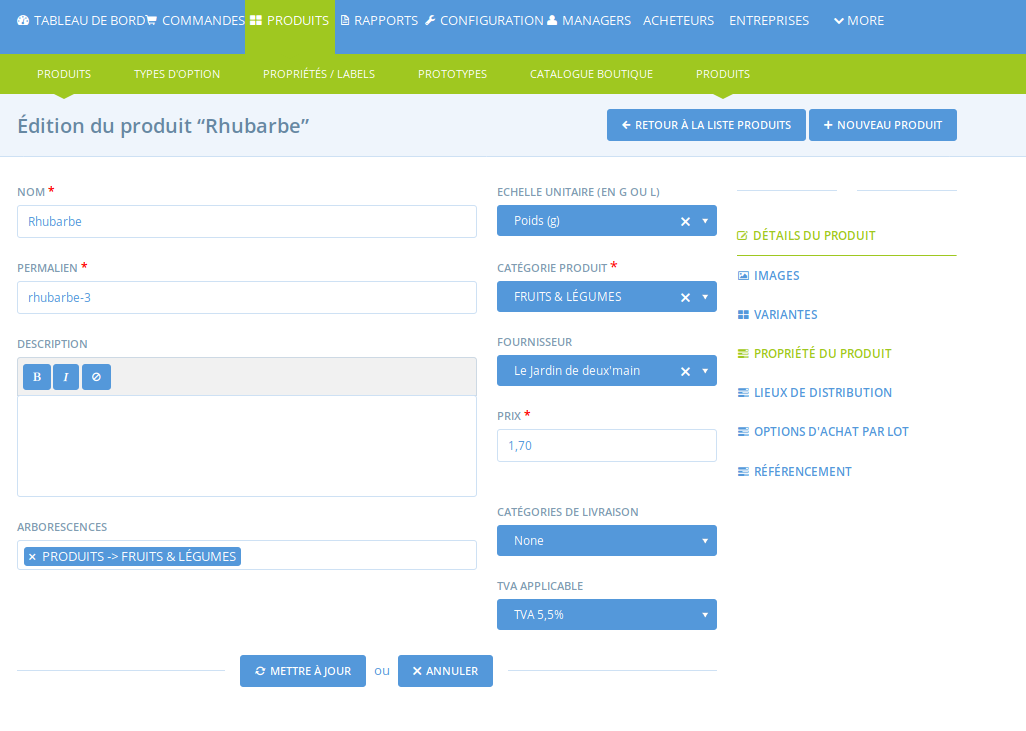 TABLEAU DE BORD COMMANDES PRODUITS RAPPORTS CONFIGURATION MANAGERS ACHETEURS ENTREPRISES MORE
PRODUITS TYPES D'OPTION PROPRIÉTÉS / LABELS PROTOTYPES CATALOGUE BOUTIQUE PRODUITS
Édition du produit “Rhubarbe”
RETOUR À LA LISTE PRODUITS
NOUVEAU PRODUIT
NOM *
Rhubarbe
PERMALIEN *
rhubarbe-3
DESCRIPTION
B I
ARBORESCENCES
× PRODUITS -> FRUITS & LÉGUMES
ECHELLE UNITAIRE (EN G OU L)
Poids (g)
CATÉGORIE PRODUIT *
FRUITS & LÉGUMES
FOURNISSEUR
Le Jardin de deux'main
PRIX *
1,70
CATÉGORIES DE LIVRAISON
None
TVA APPLICABLE
TVA 5,5%
DÉTAILS DU PRODUIT
IMAGES
VARIANTES
PROPRIÉTÉ DU PRODUIT
LIEUX DE DISTRIBUTION
OPTIONS D'ACHAT PAR LOT
RÉFÉRENCEMENT
METTRE À JOUR ou ANNULER